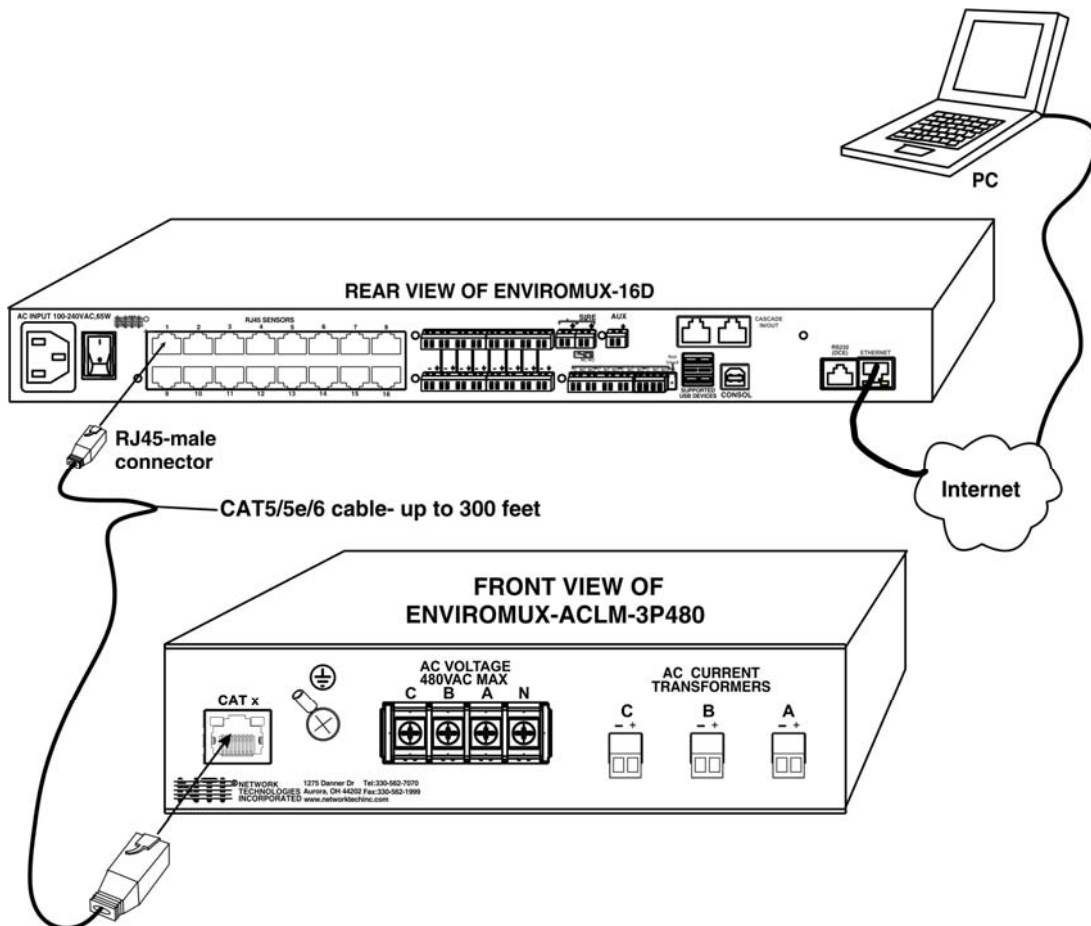 PC
REAR VIEW OF ENVIROMUX-16D
AC INPUT 100-240VAC,65W
RJ45 SENSORS
1 2 3 4 5 6 7 8
9 10 11 12 13 14 15 16
SIRE
AUX
CASCADE
IN/OUT
SUPPORTED
USB DEVICES
CONSOL
RS232
(DCE)
ETHERNET
RJ45-male
connector
CAT5/5e/6 cable- up to 300 feet
Internet
FRONT VIEW OF
ENVIROMUX-ACLM-3P480
CAT x
AC VOLTAGE
480VAC MAX
C B A N
AC CURRENT
TRANSFORMERS
C B A
- + - + - +
NETWORK
TECHNOLOGIES
INCORPORATED
1275 Danner Dr Tel:330-562-7070
Aurora, OH 44202 Fax:330-562-1999
www.networktechinc.com